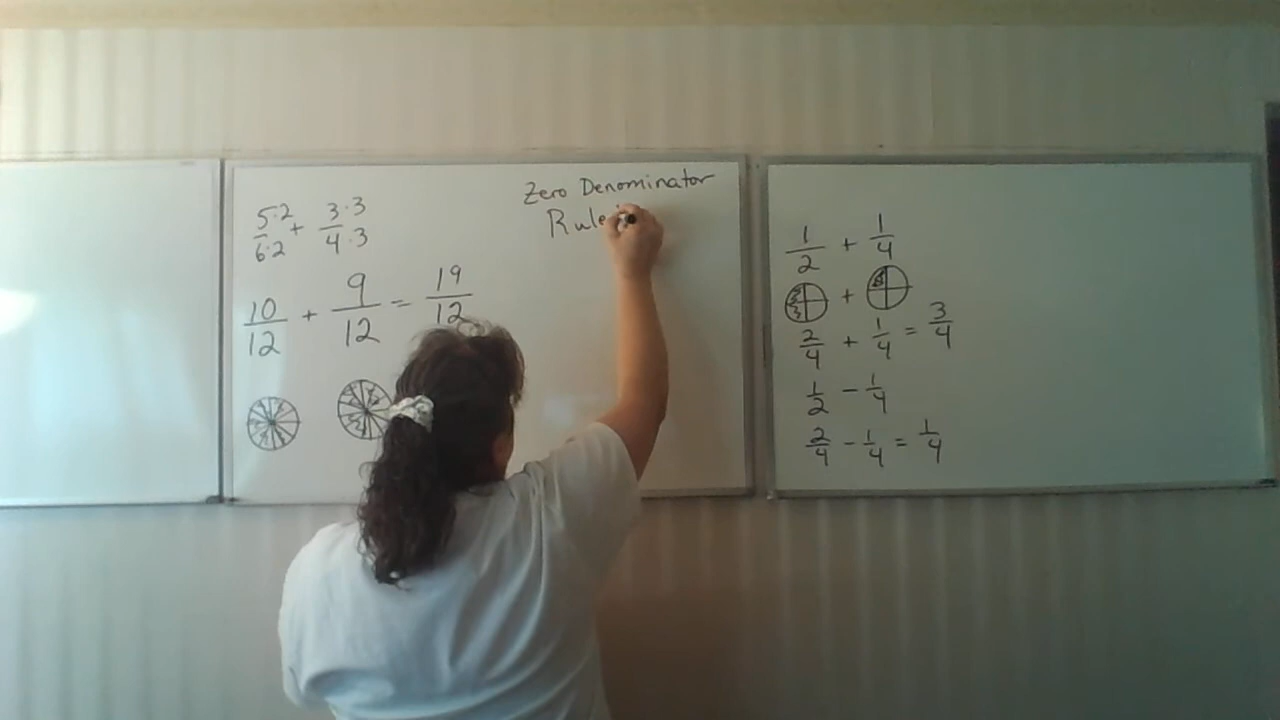 5·2/6·2 + 3·3/4·3
10/12 + 9/12 = 19/12
Zero Denominator
Rule
1/2 + 1/4
+
2/4 + 1/4 = 3/4
1/2 - 1/4
2/4 - 1/4 = 1/4